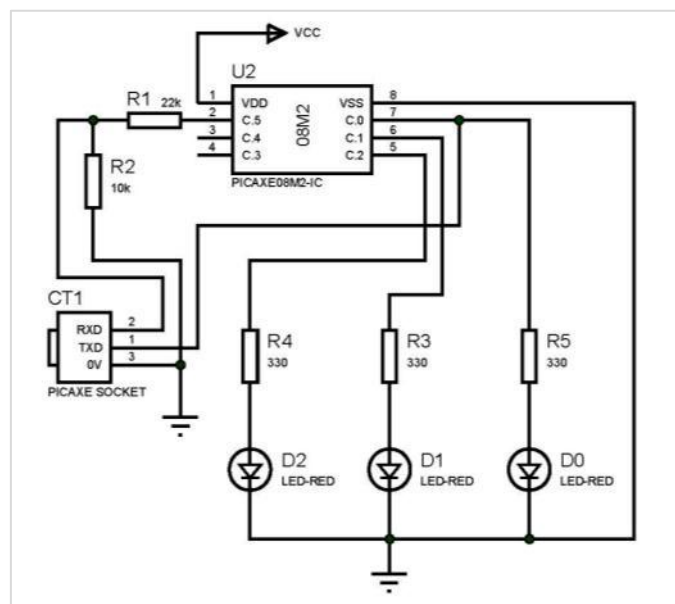 VCC
U2
R1 22k
1 VDD VSS 8
2 C.5 C.0 7
3 C.4 C.1 6
4 C.3 C.2 5
08M2
PICAXE08M2-IC
R2
10k
CT1
RXD 2
TXD 1
0V 3
PICAXE SOCKET
R4
330
R3
330
R5
330
D2
LED-RED
D1
LED-RED
D0
LED-RED